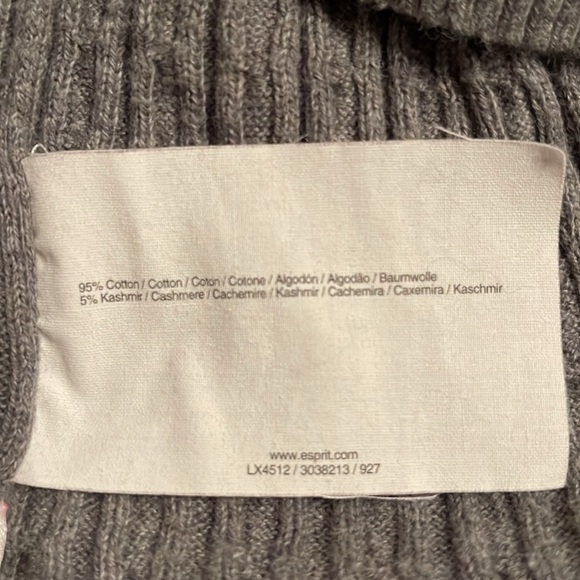 95% Cotton / Cotton / Coton / Cotone / Algodón / Algodão / Baumwolle
5% Kashmir / Cashmere / Cachemire / Kashmir / Cachemira / Caxemira / Kaschmir
www.esprit.com
LX4512 / 3038213 / 927